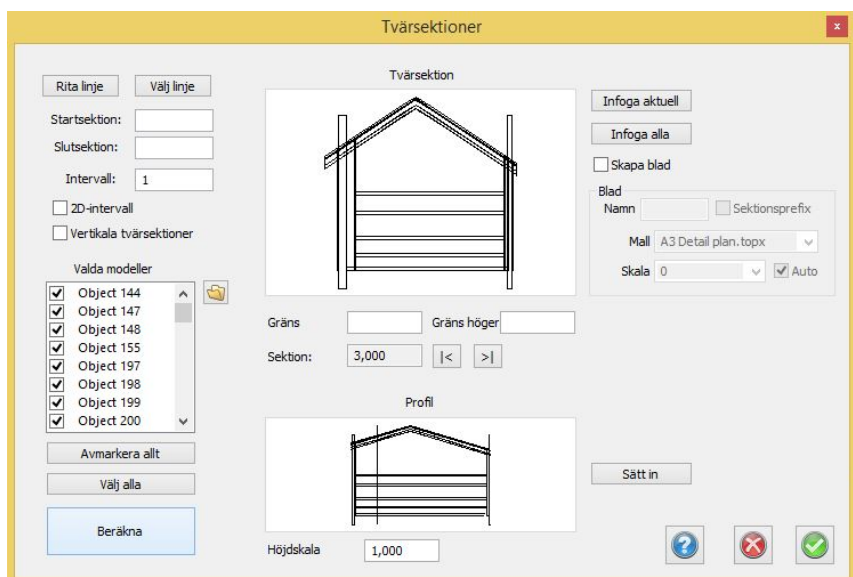 Tvärsektioner
x
Rita linje
Välj linje
Startsektion:
Slutsektion:
Intervall: 1
2D-intervall
Vertikala tvärsektioner
Valda modeller
Object 144
Object 147
Object 148
Object 155
Object 197
Object 198
Object 199
Object 200
Avmarkera allt
Välj alla
Beräkna
Tvärsektion
Gräns
Gräns höger
Sektion: 3,000 |< >|
Profil
Höjdskala 1,000
Infoga aktuell
Infoga alla
Skapa blad
Blad
Namn
Sektionsprefix
Mall A3 Detail plan.topx
Skala 0
Auto
Sätt in
?